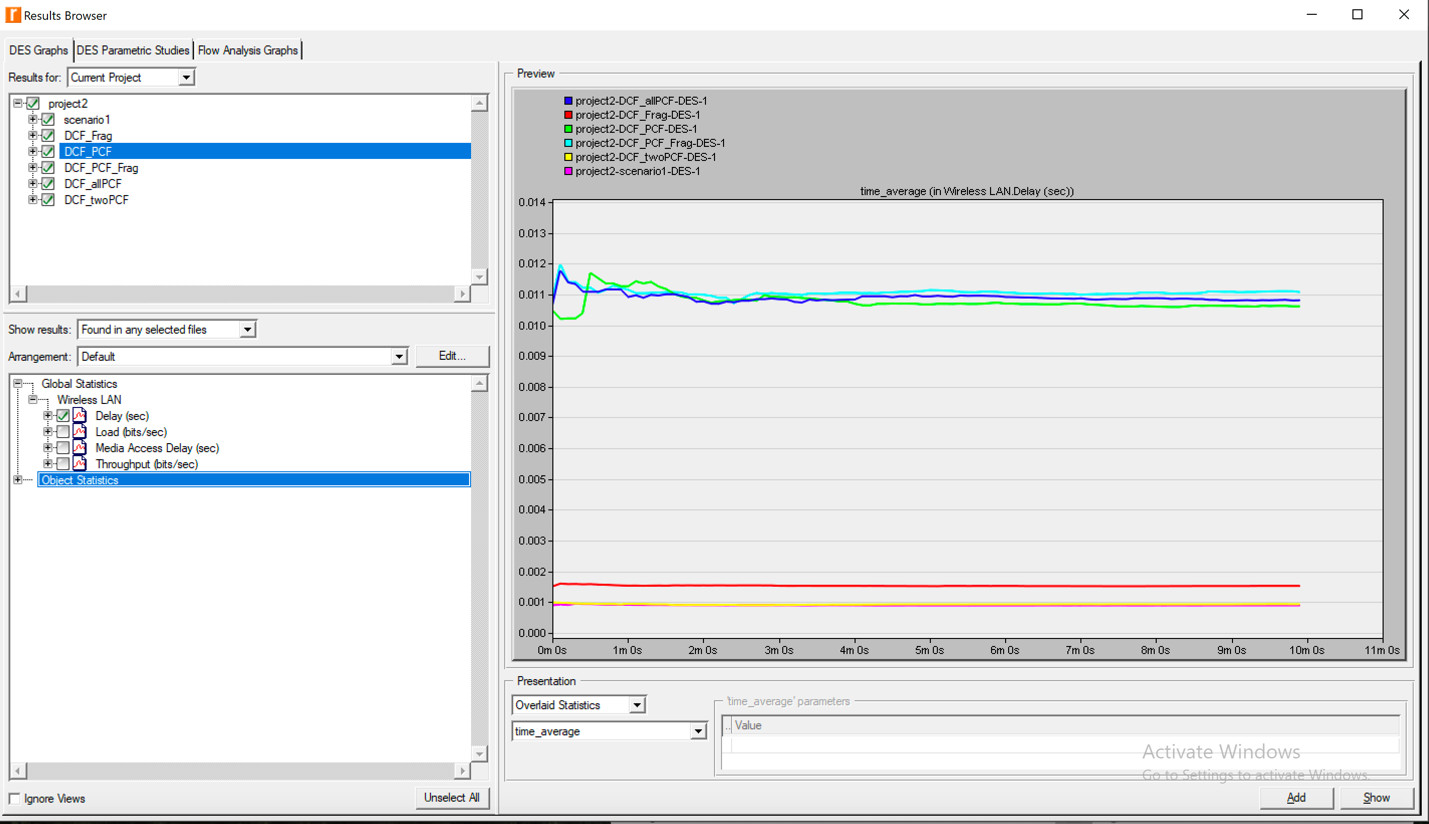 Results Browser
DES Graphs DES Parametric Studies Flow Analysis Graphs
Results for: Current Project
project2
scenario1
DCF_Frag
DCF_PCF
DCF_PCF_Frag
DCF_allPCF
DCF_twoPCF
Show results: Found in any selected files
Arrangement: Default Edit...
Global Statistics
Wireless LAN
Delay (sec)
Load (bits/sec)
Media Access Delay (sec)
Throughput (bits/sec)
Object Statistics
Ignore Views Unselect All
Preview
project2-DCF_allPCF-DES-1
project2-DCF_Frag-DES-1
project2-DCF_PCF-DES-1
project2-DCF_PCF_Frag-DES-1
project2-DCF_twoPCF-DES-1
project2-scenario1-DES-1
time_average (in Wireless LAN.Delay (sec))
0.014
0.013
0.012
0.011
0.010
0.009
0.008
0.007
0.006
0.005
0.004
0.003
0.002
0.001
0.000
0m 0s 1m 0s 2m 0s 3m 0s 4m 0s 5m 0s 6m 0s 7m 0s 8m 0s 9m 0s 10m 0s 11m 0s
Presentation
Overlaid Statistics
time_average
'time_average' parameters
.. Value
Activate Windows
Go to Settings to activate Windows.
Add Show